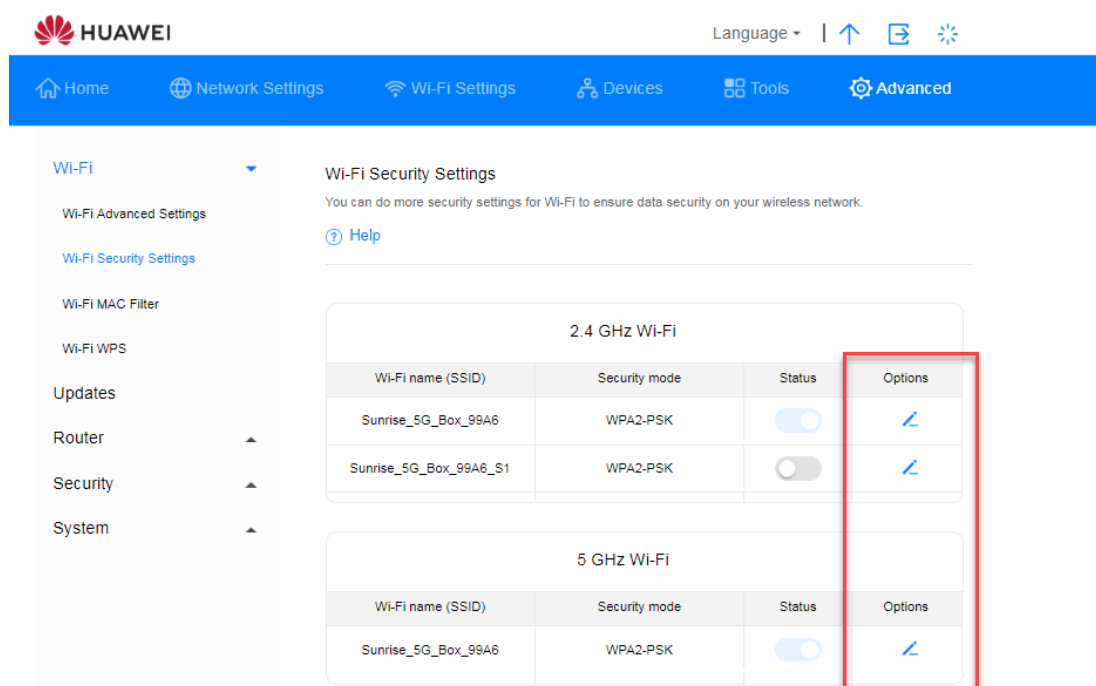 HUAWEI
Language
Home Network Settings Wi-Fi Settings Devices Tools Advanced
Wi-Fi
Wi-Fi Advanced Settings
Wi-Fi Security Settings
Wi-Fi MAC Filter
Wi-Fi WPS
Updates
Router
Security
System
Wi-Fi Security Settings
You can do more security settings for Wi-Fi to ensure data security on your wireless network.
? Help
2.4 GHz Wi-Fi
Wi-Fi name (SSID) Security mode Status Options
Sunrise_5G_Box_99A6 WPA2-PSK
Sunrise_5G_Box_99A6_S1 WPA2-PSK
5 GHz Wi-Fi
Wi-Fi name (SSID) Security mode Status Options
Sunrise_5G_Box_99A6 WPA2-PSK